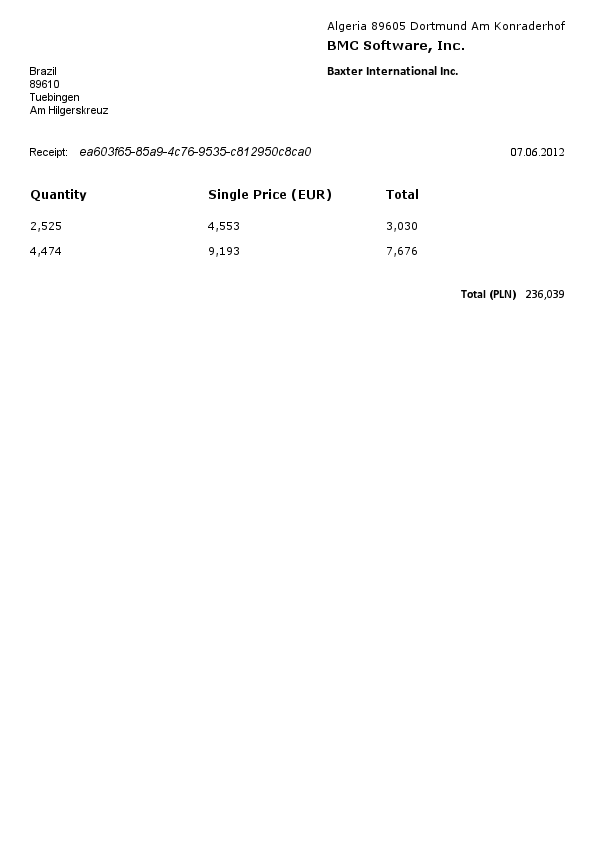 Algeria 89605 Dortmund Am Konraderhof
BMC Software, Inc.
Brazil
89610
Tuebingen
Am Hilgerskreuz
Baxter International Inc.
Receipt: ea603f65-85a9-4c76-9535-c812950c8ca0 07.06.2012
Quantity Single Price (EUR) Total
2,525 4,553 3,030
4,474 9,193 7,676
Total (PLN) 236,039